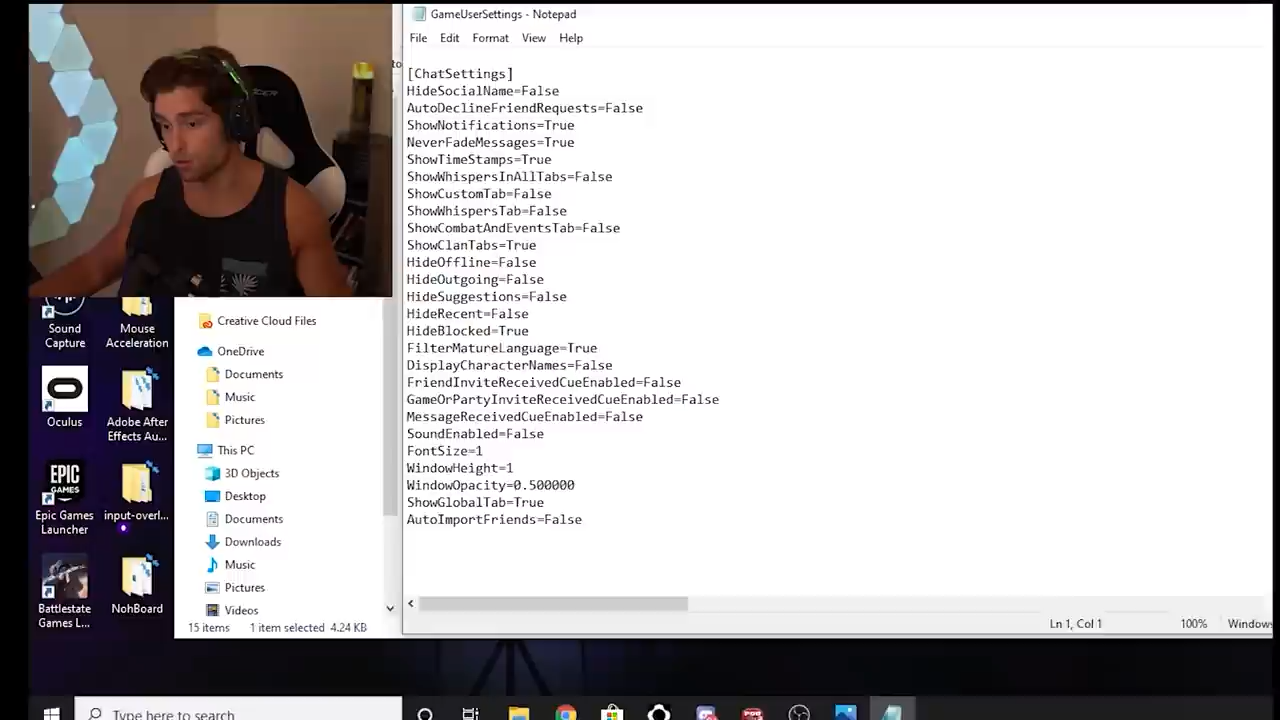 GameUserSettings - Notepad
File Edit Format View Help
[ChatSettings]
HideSocialName=False
AutoDeclineFriendRequests=False
ShowNotifications=True
NeverFadeMessages=True
ShowTimeStamps=True
ShowWhispersInAllTabs=False
ShowCustomTab=False
ShowWhispersTab=False
ShowCombatAndEventsTab=False
ShowClanTabs=True
HideOffline=False
HideOutgoing=False
HideSuggestions=False
HideRecent=False
HideBlocked=True
FilterMatureLanguage=True
DisplayCharacterNames=False
FriendInviteReceivedCueEnabled=False
GameOrPartyInviteReceivedCueEnabled=False
MessageReceivedCueEnabled=False
SoundEnabled=False
FontSize=1
WindowHeight=1
WindowOpacity=0.500000
ShowGlobalTab=True
AutoImportFriends=False
Ln 1, Col 1
100%
Windows
Sound
Capture
Mouse
Acceleration
Oculus
Adobe After
Effects Au...
EPIC
GAMES
Epic Games
Launcher
input-overl...
Battlestate
Games L...
NohBoard
Creative Cloud Files
OneDrive
Documents
Music
Pictures
This PC
3D Objects
Desktop
Documents
Downloads
Music
Pictures
Videos
15 items 1 item selected 4.24 KB
Type here to search